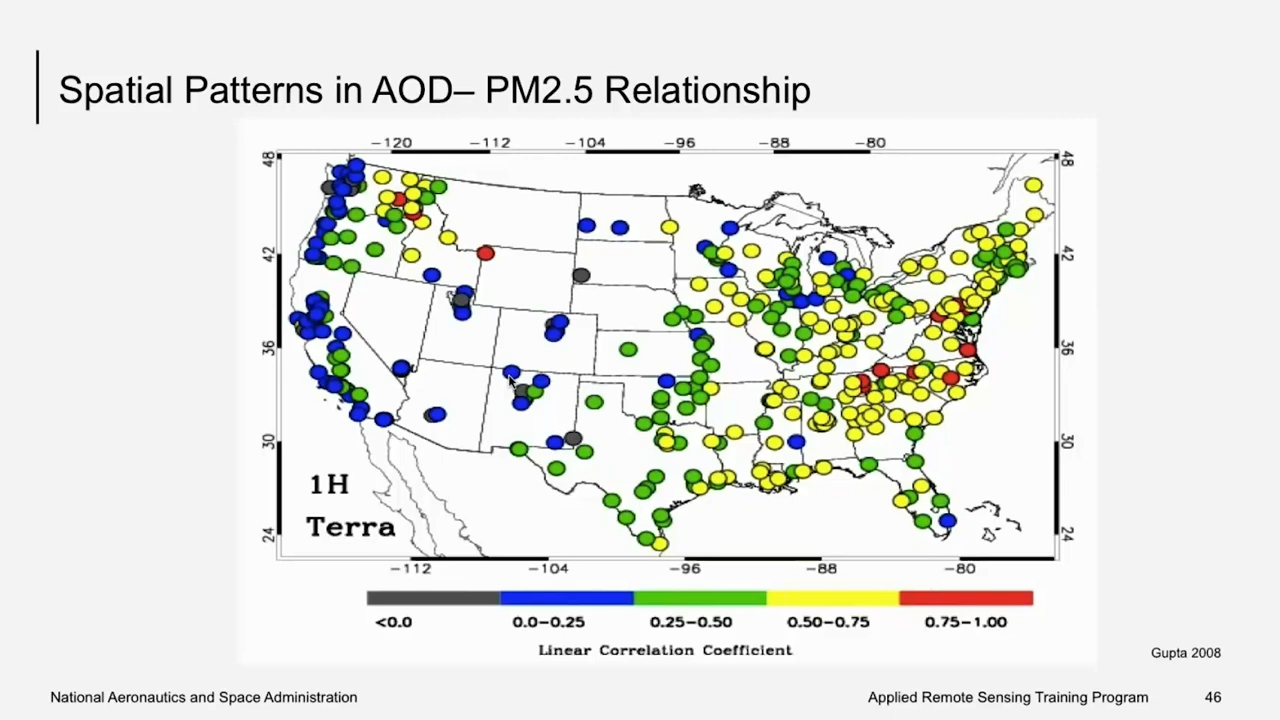 Spatial Patterns in AOD– PM2.5 Relationship
−120 −112 −104 −96 −88 −80
48 48
42 42
36 36
30 30
1H
Terra
24 24
−112 −104 −96 −88 −80
<0.0 0.0−0.25 0.25−0.50 0.50−0.75 0.75−1.00
Linear Correlation Coefficient
Gupta 2008
National Aeronautics and Space Administration Applied Remote Sensing Training Program 46